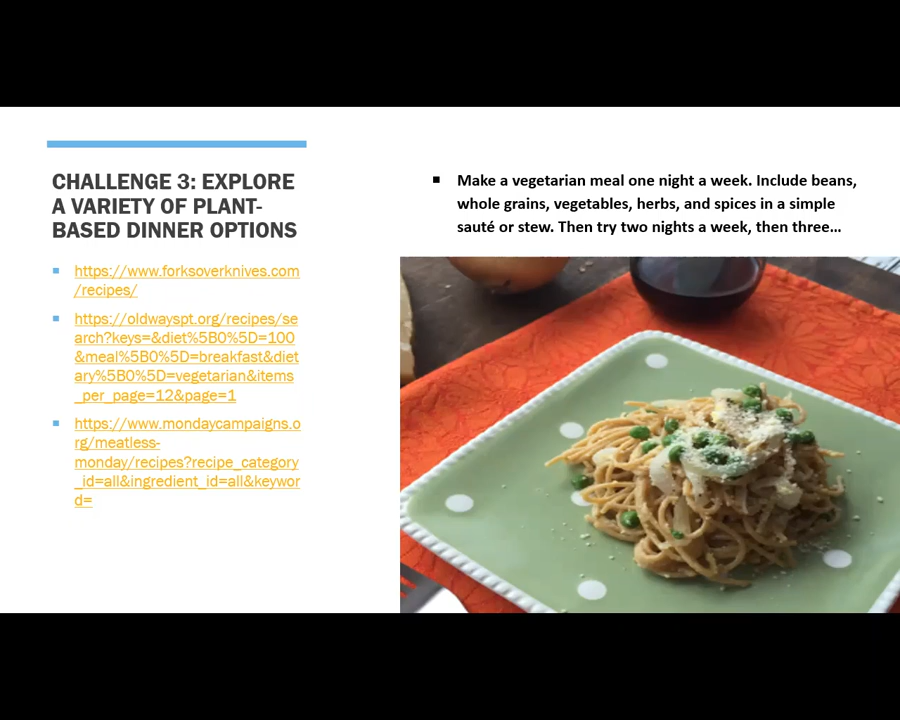 CHALLENGE 3: EXPLORE
A VARIETY OF PLANT-
BASED DINNER OPTIONS
https://www.forksoverknives.com
/recipes/
https://oldwayspt.org/recipes/se
arch?keys=&diet%5B0%5D=100
&meal%5B0%5D=breakfast&diet
ary%5B0%5D=vegetarian&items
_per_page=12&page=1
https://www.mondaycampaigns.o
rg/meatless-
monday/recipes?recipe_category
_id=all&ingredient_id=all&keywor
d=
Make a vegetarian meal one night a week. Include beans,
whole grains, vegetables, herbs, and spices in a simple
sauté or stew. Then try two nights a week, then three…